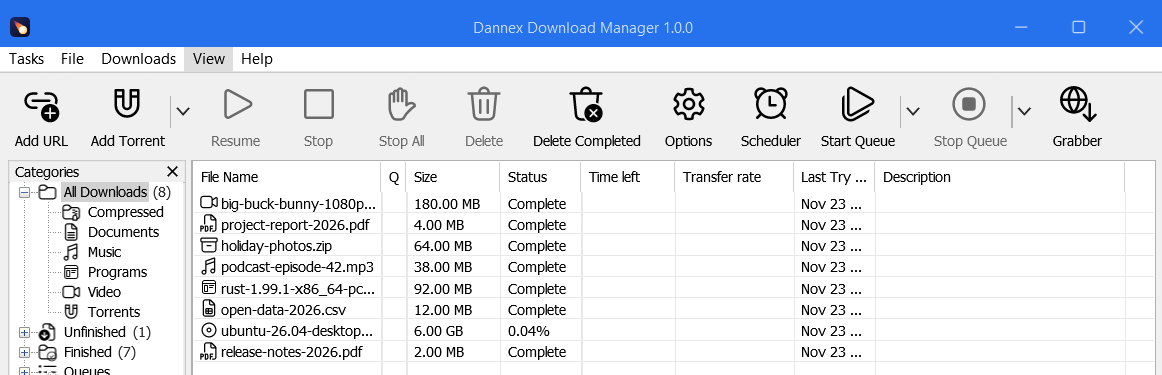 Dannex Download Manager 1.0.0
Tasks File Downloads View Help
Add URL Add Torrent Resume Stop Stop All Delete Delete Completed Options Scheduler Start Queue Stop Queue Grabber
Categories
All Downloads (8)
Compressed
Documents
Music
Programs
Video
Torrents
Unfinished (1)
Finished (7)
Queues
File Name Q Size Status Time left Transfer rate Last Try ... Description
big-buck-bunny-1080p... 180.00 MB Complete Nov 23 ...
project-report-2026.pdf 4.00 MB Complete Nov 23 ...
holiday-photos.zip 64.00 MB Complete Nov 23 ...
podcast-episode-42.mp3 38.00 MB Complete Nov 23 ...
rust-1.99.1-x86_64-pc... 92.00 MB Complete Nov 23 ...
open-data-2026.csv 12.00 MB Complete Nov 23 ...
ubuntu-26.04-desktop... 6.00 GB 0.04% Nov 23 ...
release-notes-2026.pdf 2.00 MB Complete Nov 23 ...